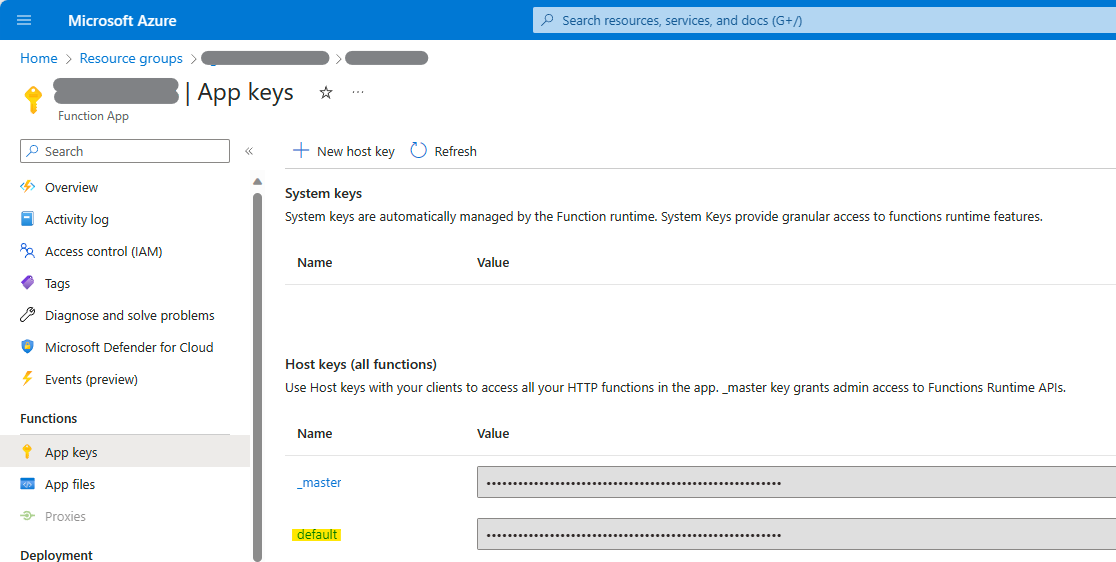 Microsoft Azure
Search resources, services, and docs (G+/)
Home > Resource groups > >
| App keys
Function App
Search
«
New host key
Refresh
Overview
Activity log
Access control (IAM)
Tags
Diagnose and solve problems
Microsoft Defender for Cloud
Events (preview)
Functions
App keys
App files
Proxies
Deployment
System keys
System keys are automatically managed by the Function runtime. System Keys provide granular access to functions runtime features.
Name Value
Host keys (all functions)
Use Host keys with your clients to access all your HTTP functions in the app. _master key grants admin access to Functions Runtime APIs.
Name Value
_master
default